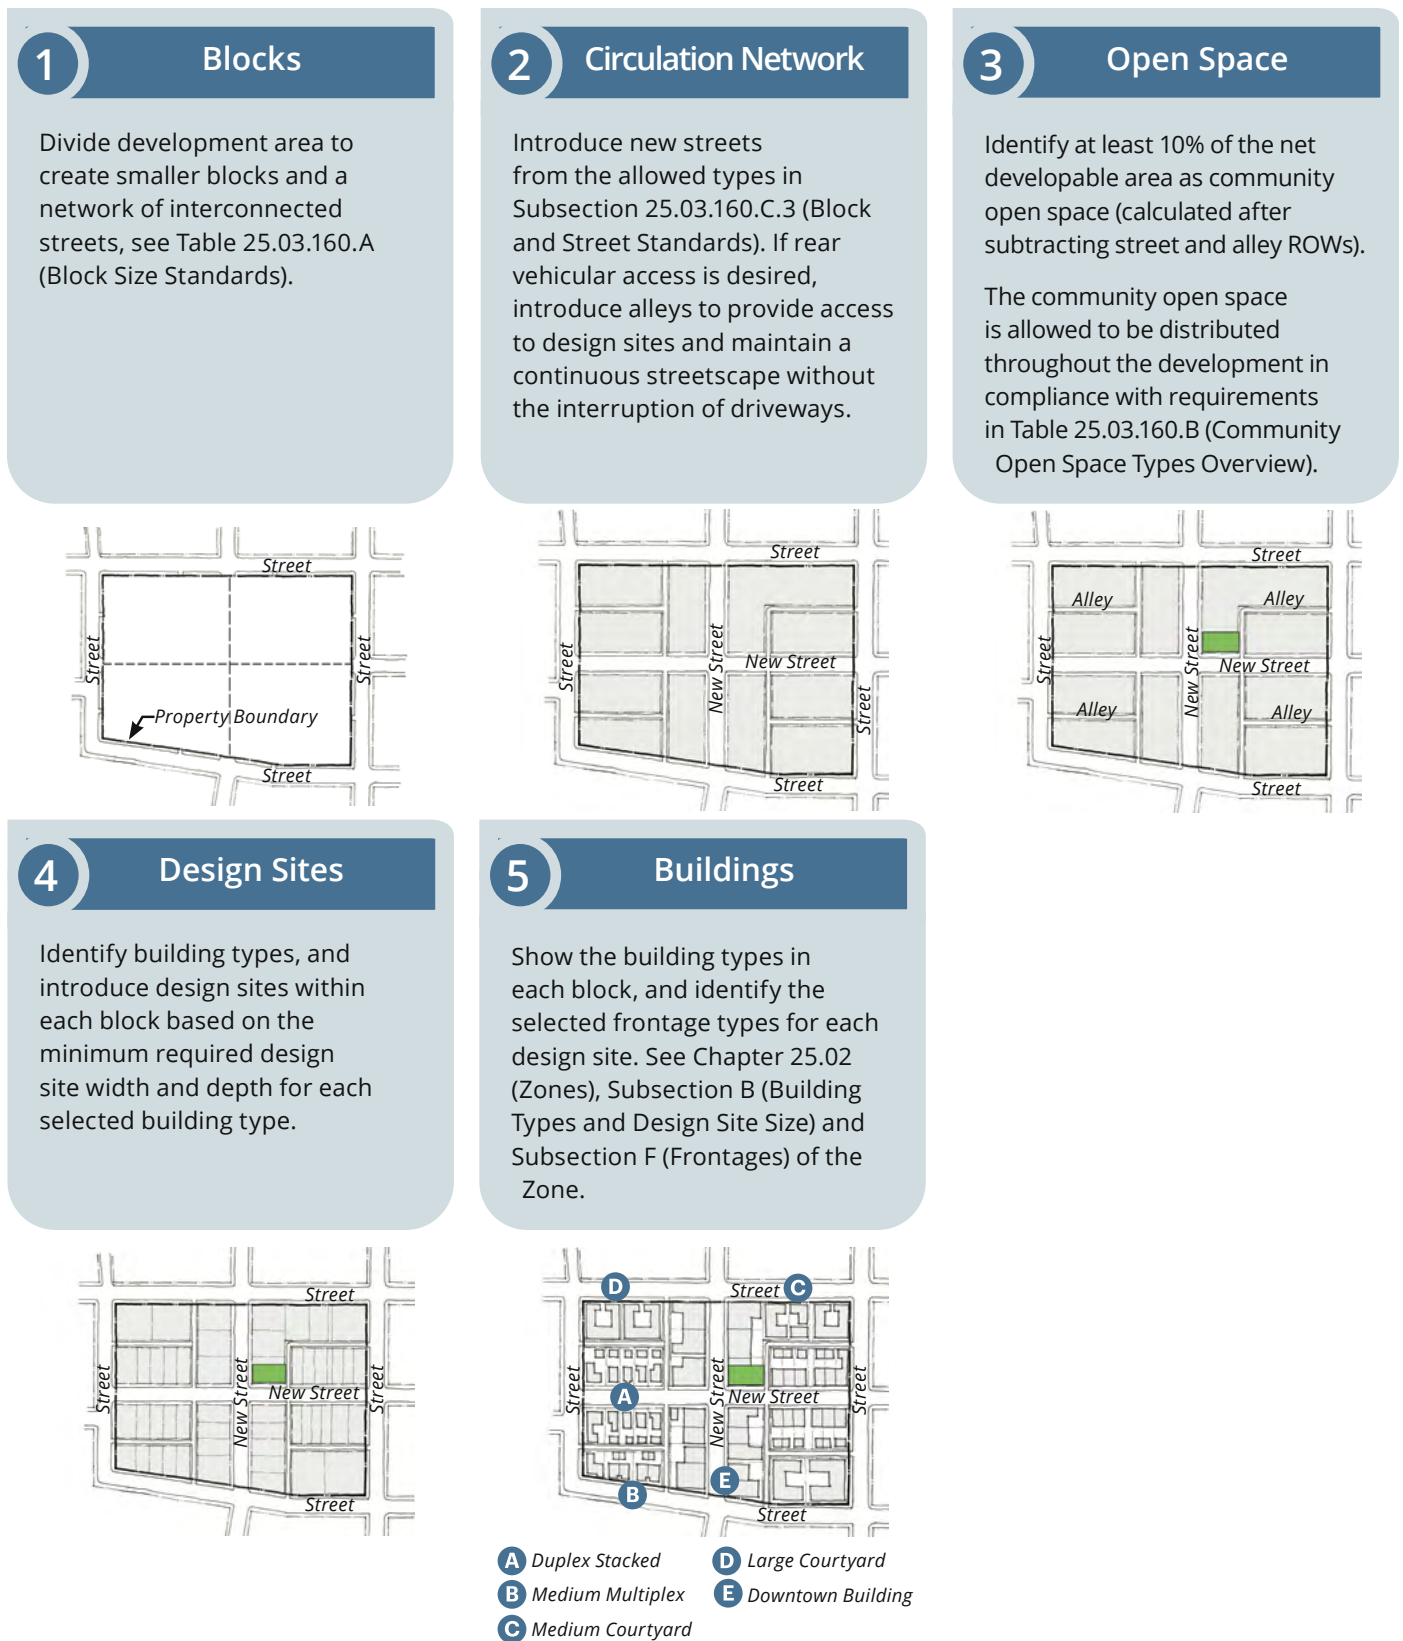 1
Blocks
Divide development area to
create smaller blocks and a
network of interconnected
streets, see Table 25.03.160.A
(Block Size Standards).
2
Circulation Network
Introduce new streets
from the allowed types in
Subsection 25.03.160.C.3 (Block
and Street Standards). If rear
vehicular access is desired,
introduce alleys to provide access
to design sites and maintain a
continuous streetscape without
the interruption of driveways.
3
Open Space
Identify at least 10% of the net
developable area as community
open space (calculated after
subtracting street and alley ROWs).
The community open space
is allowed to be distributed
throughout the development in
compliance with requirements
in Table 25.03.160.B (Community
Open Space Types Overview).
Street
Street
Street
Property Boundary
Street
Street
Street
New Street
New Street
Street
Street
Street
Alley
Alley
Street
New Street
New Street
Alley
Alley
Street
4
Design Sites
Identify building types, and
introduce design sites within
each block based on the
minimum required design
site width and depth for each
selected building type.
5
Buildings
Show the building types in
each block, and identify the
selected frontage types for each
design site. See Chapter 25.02
(Zones), Subsection B (Building
Types and Design Site Size) and
Subsection F (Frontages) of the
Zone.
Street
Street
New Street
New Street
Street
Street
D
Street
C
Street
A
New Street
New Street
Street
E
B
Street
A Duplex Stacked
B Medium Multiplex
C Medium Courtyard
D Large Courtyard
E Downtown Building